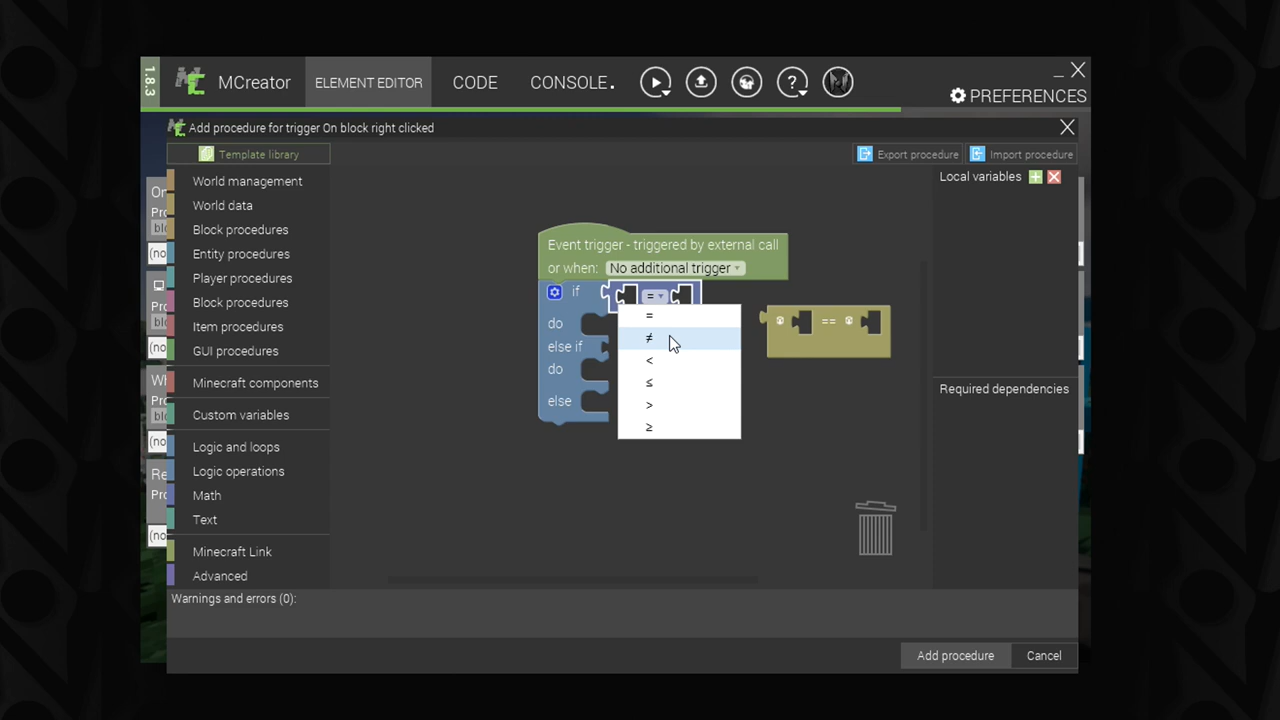 1.8.3
MCreator
ELEMENT EDITOR
CODE
CONSOLE.
PREFERENCES
Add procedure for trigger On block right clicked
Template library
Export procedure
Import procedure
World management
World data
Block procedures
Entity procedures
Player procedures
Block procedures
Item procedures
GUI procedures
Minecraft components
Custom variables
Logic and loops
Logic operations
Math
Text
Minecraft Link
Advanced
Event trigger - triggered by external call
or when: No additional trigger
if =
do
else if
do
else
=
≠
<
≤
>
≥
==
Local variables
Required dependencies
Warnings and errors (0):
Add procedure
Cancel